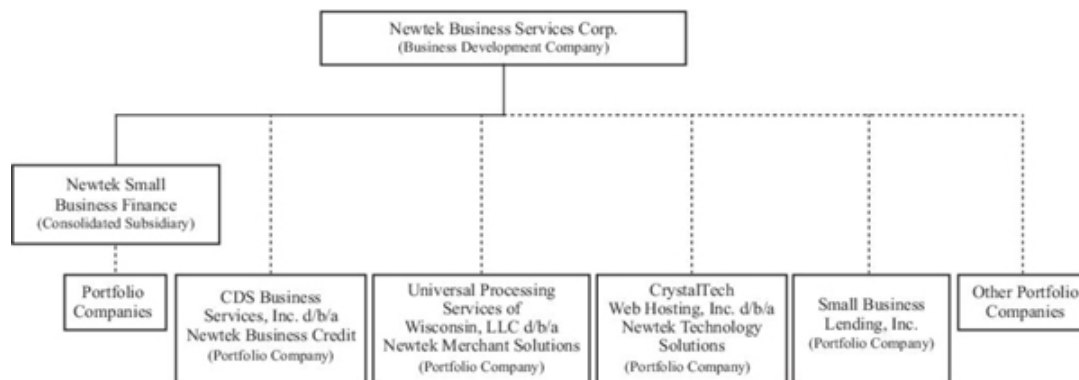 Newtek Business Services Corp.
(Business Development Company)
Newtek Small
Business Finance
(Consolidated Subsidiary)
Portfolio
Companies
CDS Business
Services, Inc. d/b/a
Newtek Business Credit
(Portfolio Company)
Universal Processing
Services of
Wisconsin, LLC d/b/a
Newtek Merchant Solutions
(Portfolio Company)
CrystalTech
Web Hosting, Inc. d/b/a
Newtek Technology
Solutions
(Portfolio Company)
Small Business
Lending, Inc.
(Portfolio Company)
Other Portfolio
Companies